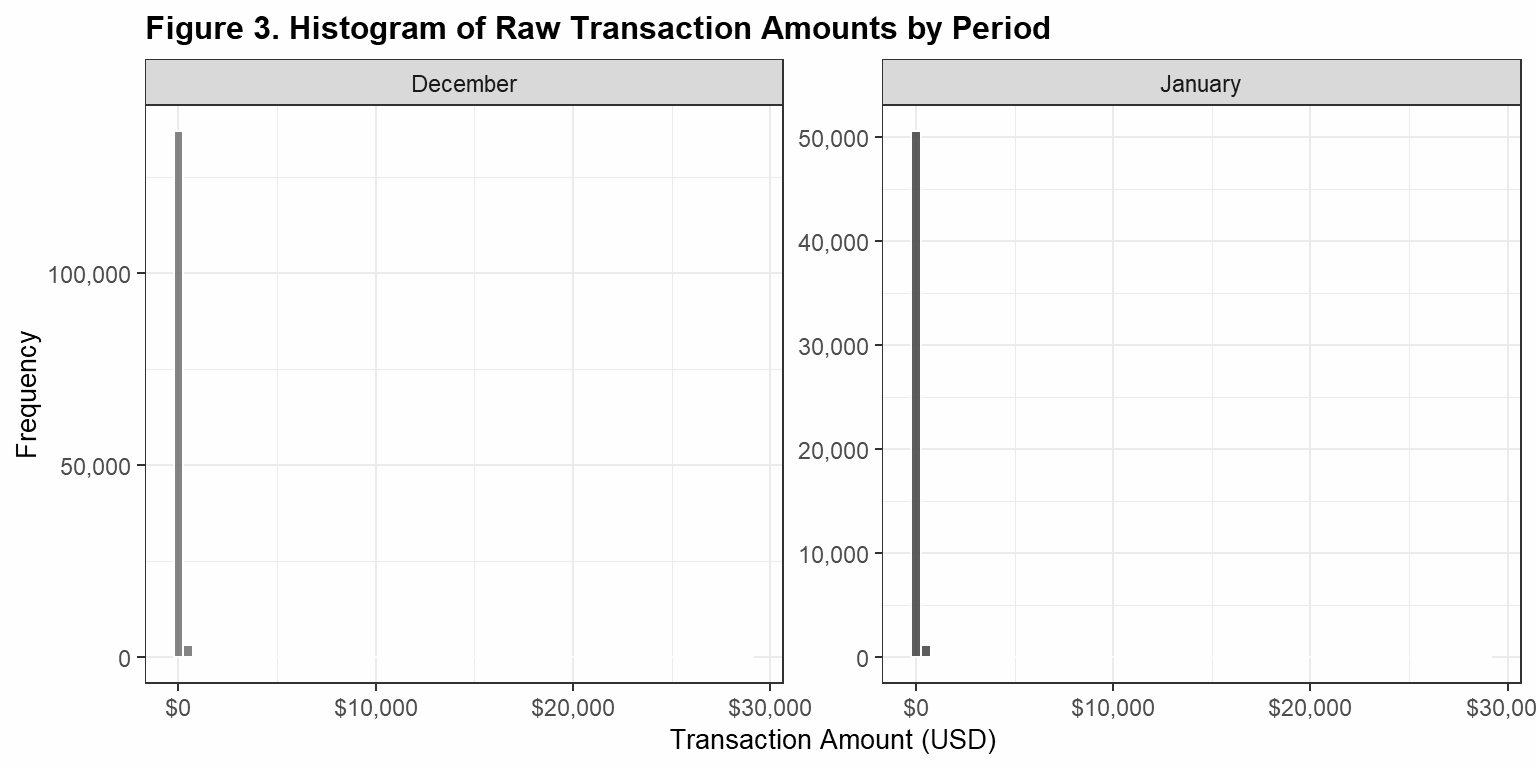 Figure 3. Histogram of Raw Transaction Amounts by Period
December
January
Frequency
100,000
50,000
0
50,000
40,000
30,000
20,000
10,000
0
$0 $10,000 $20,000 $30,000
$0 $10,000 $20,000 $30,0
Transaction Amount (USD)